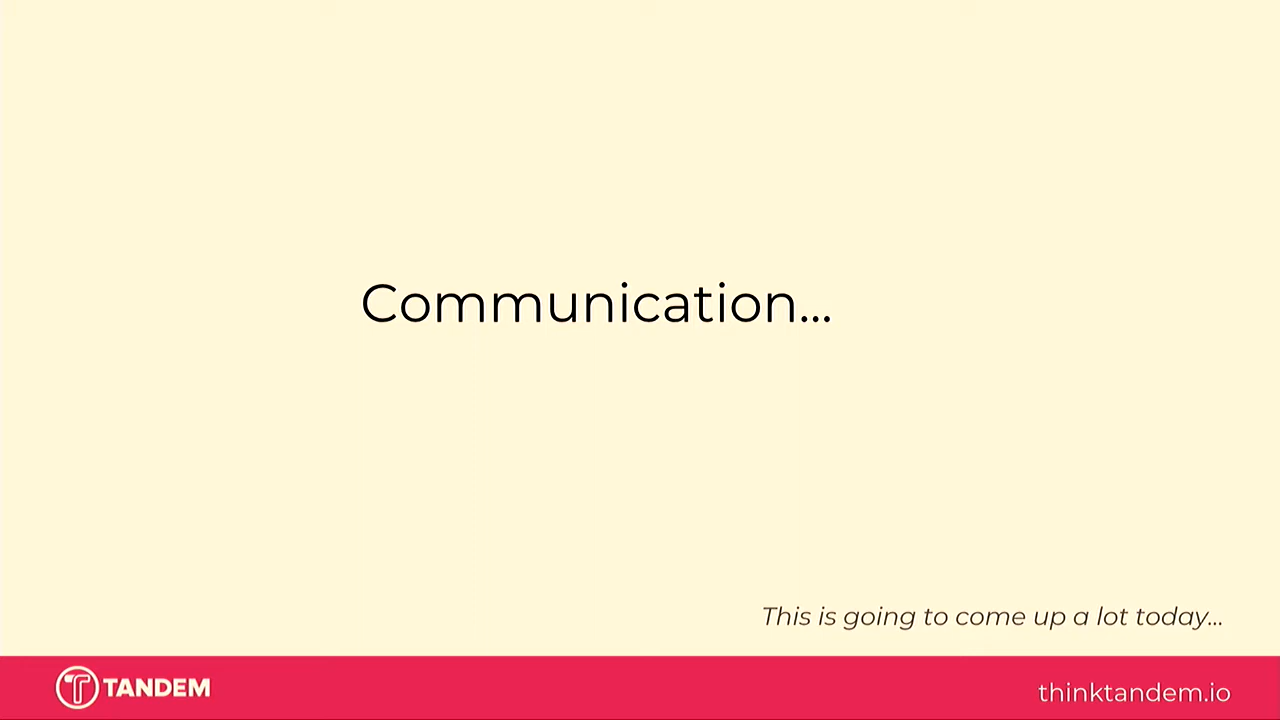 Communication...
This is going to come up a lot today...
TANDEM
thinktandem.io